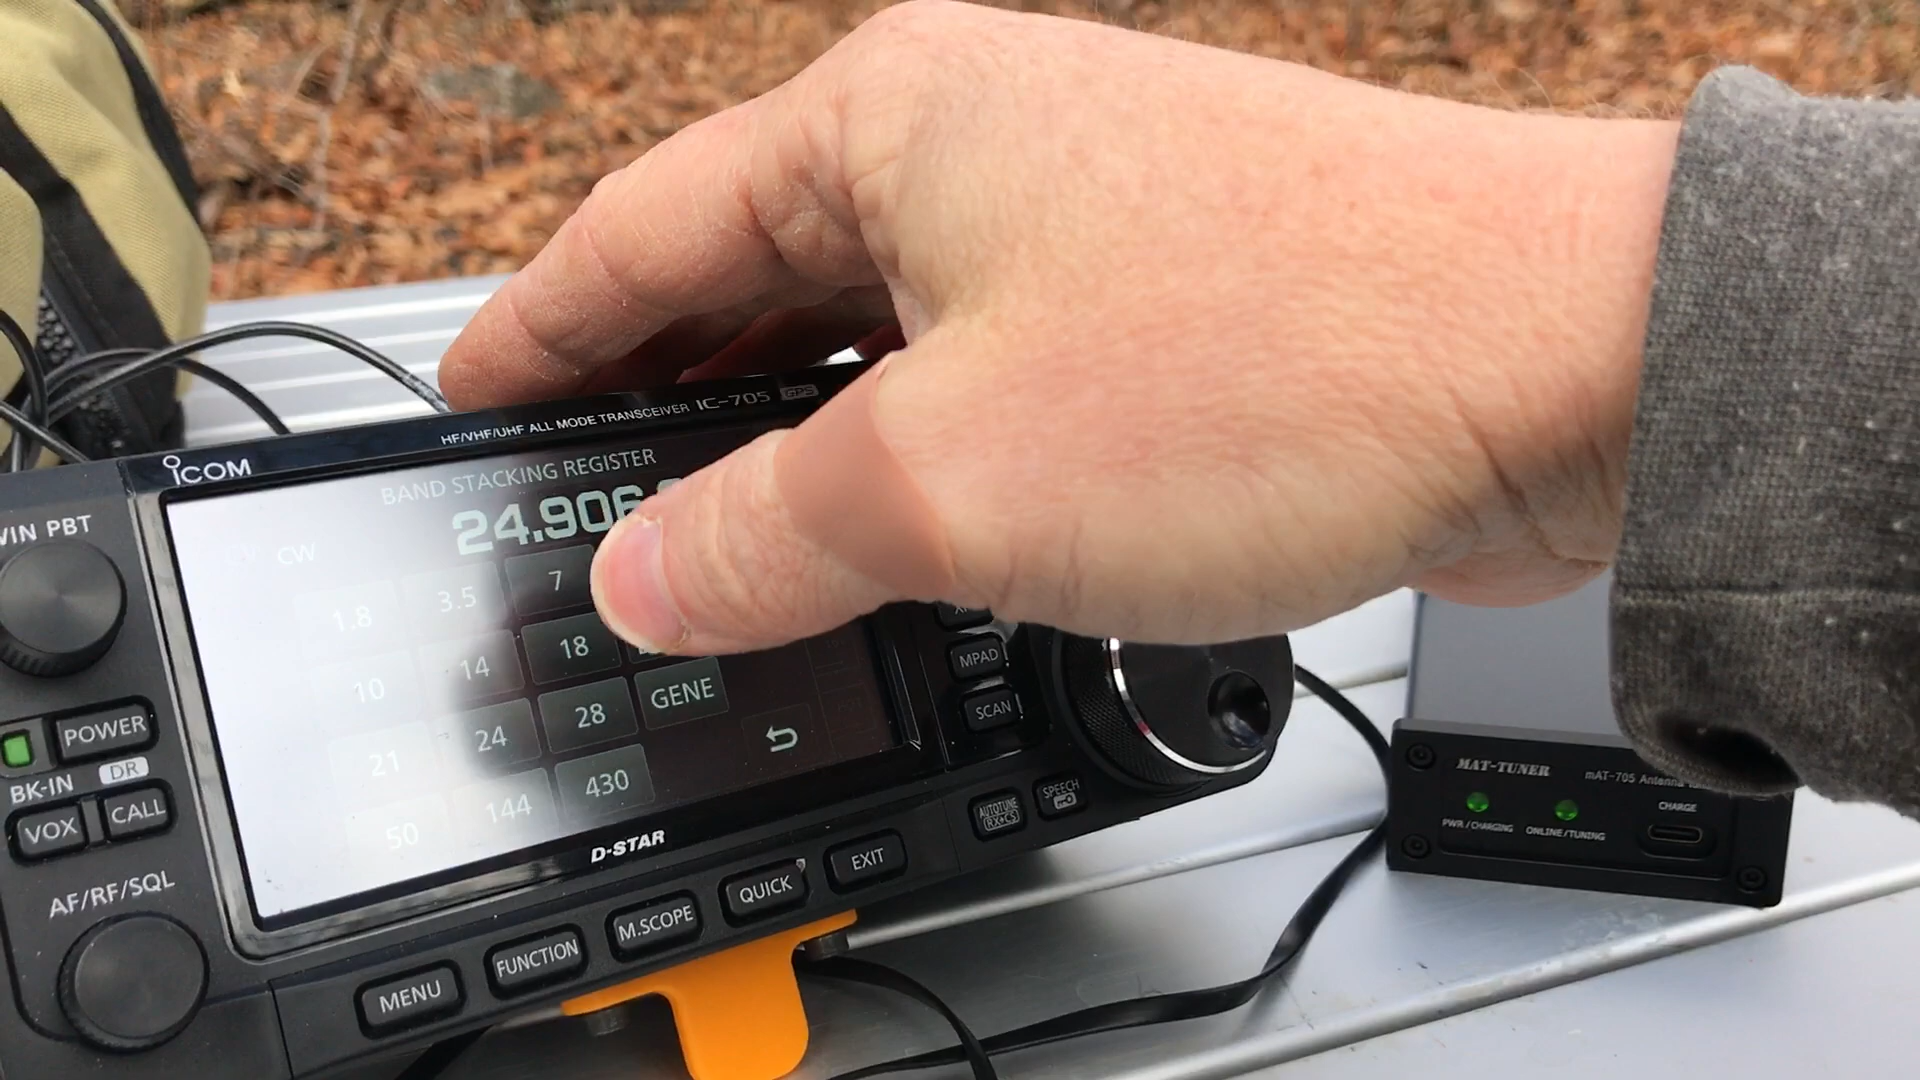 HF/VHF/UHF ALL MODE TRANSCEIVER IC-705 GPS
ICOM
BAND STACKING REGISTER
24.906
CW
1.8 3.5 7
10 14 18
21 24 28 GENE
50 144 430
PBT
POWER
BK-IN DR
VOX CALL
AF/RF/SQL
D-STAR
MENU FUNCTION M.SCOPE QUICK EXIT
MPAD
SCAN
AUTOTUNE
RX➔CS
SPEECH
MAT-TUNER mAT-705 Antenna
CHARGE
PWR/CHARGING ONLINE/TUNING